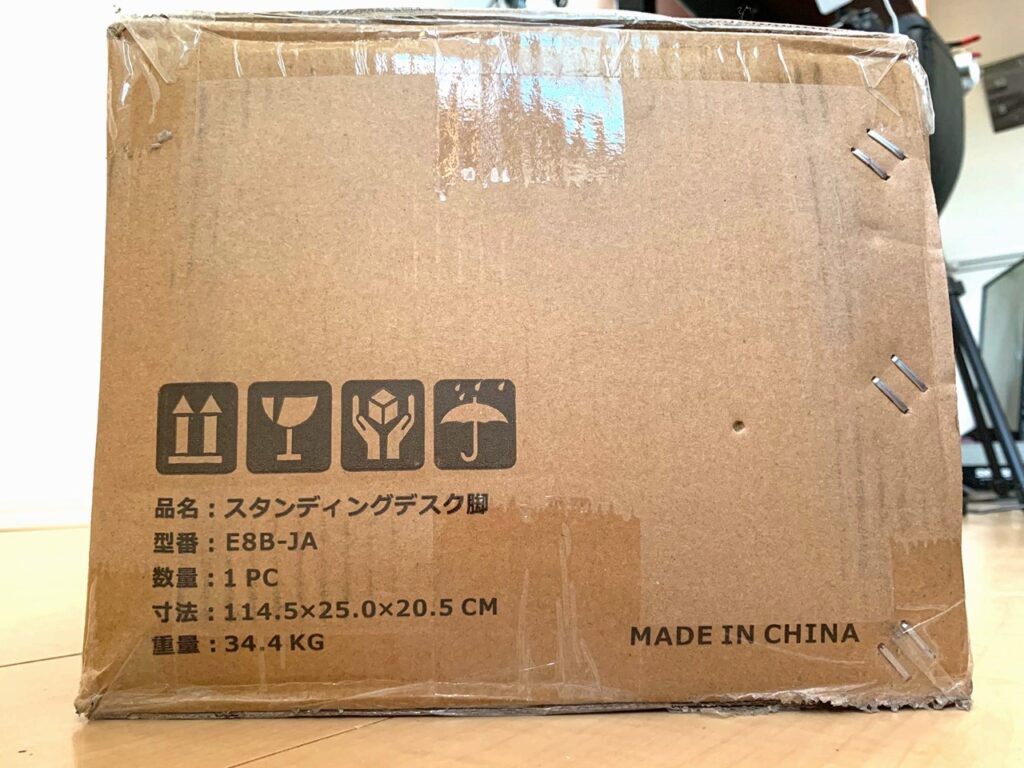 品名：スタンディングデスク脚
型番：E8B-JA
数量：1 PC
寸法：114.5×25.0×20.5 CM
重量：34.4 KG
MADE IN CHINA